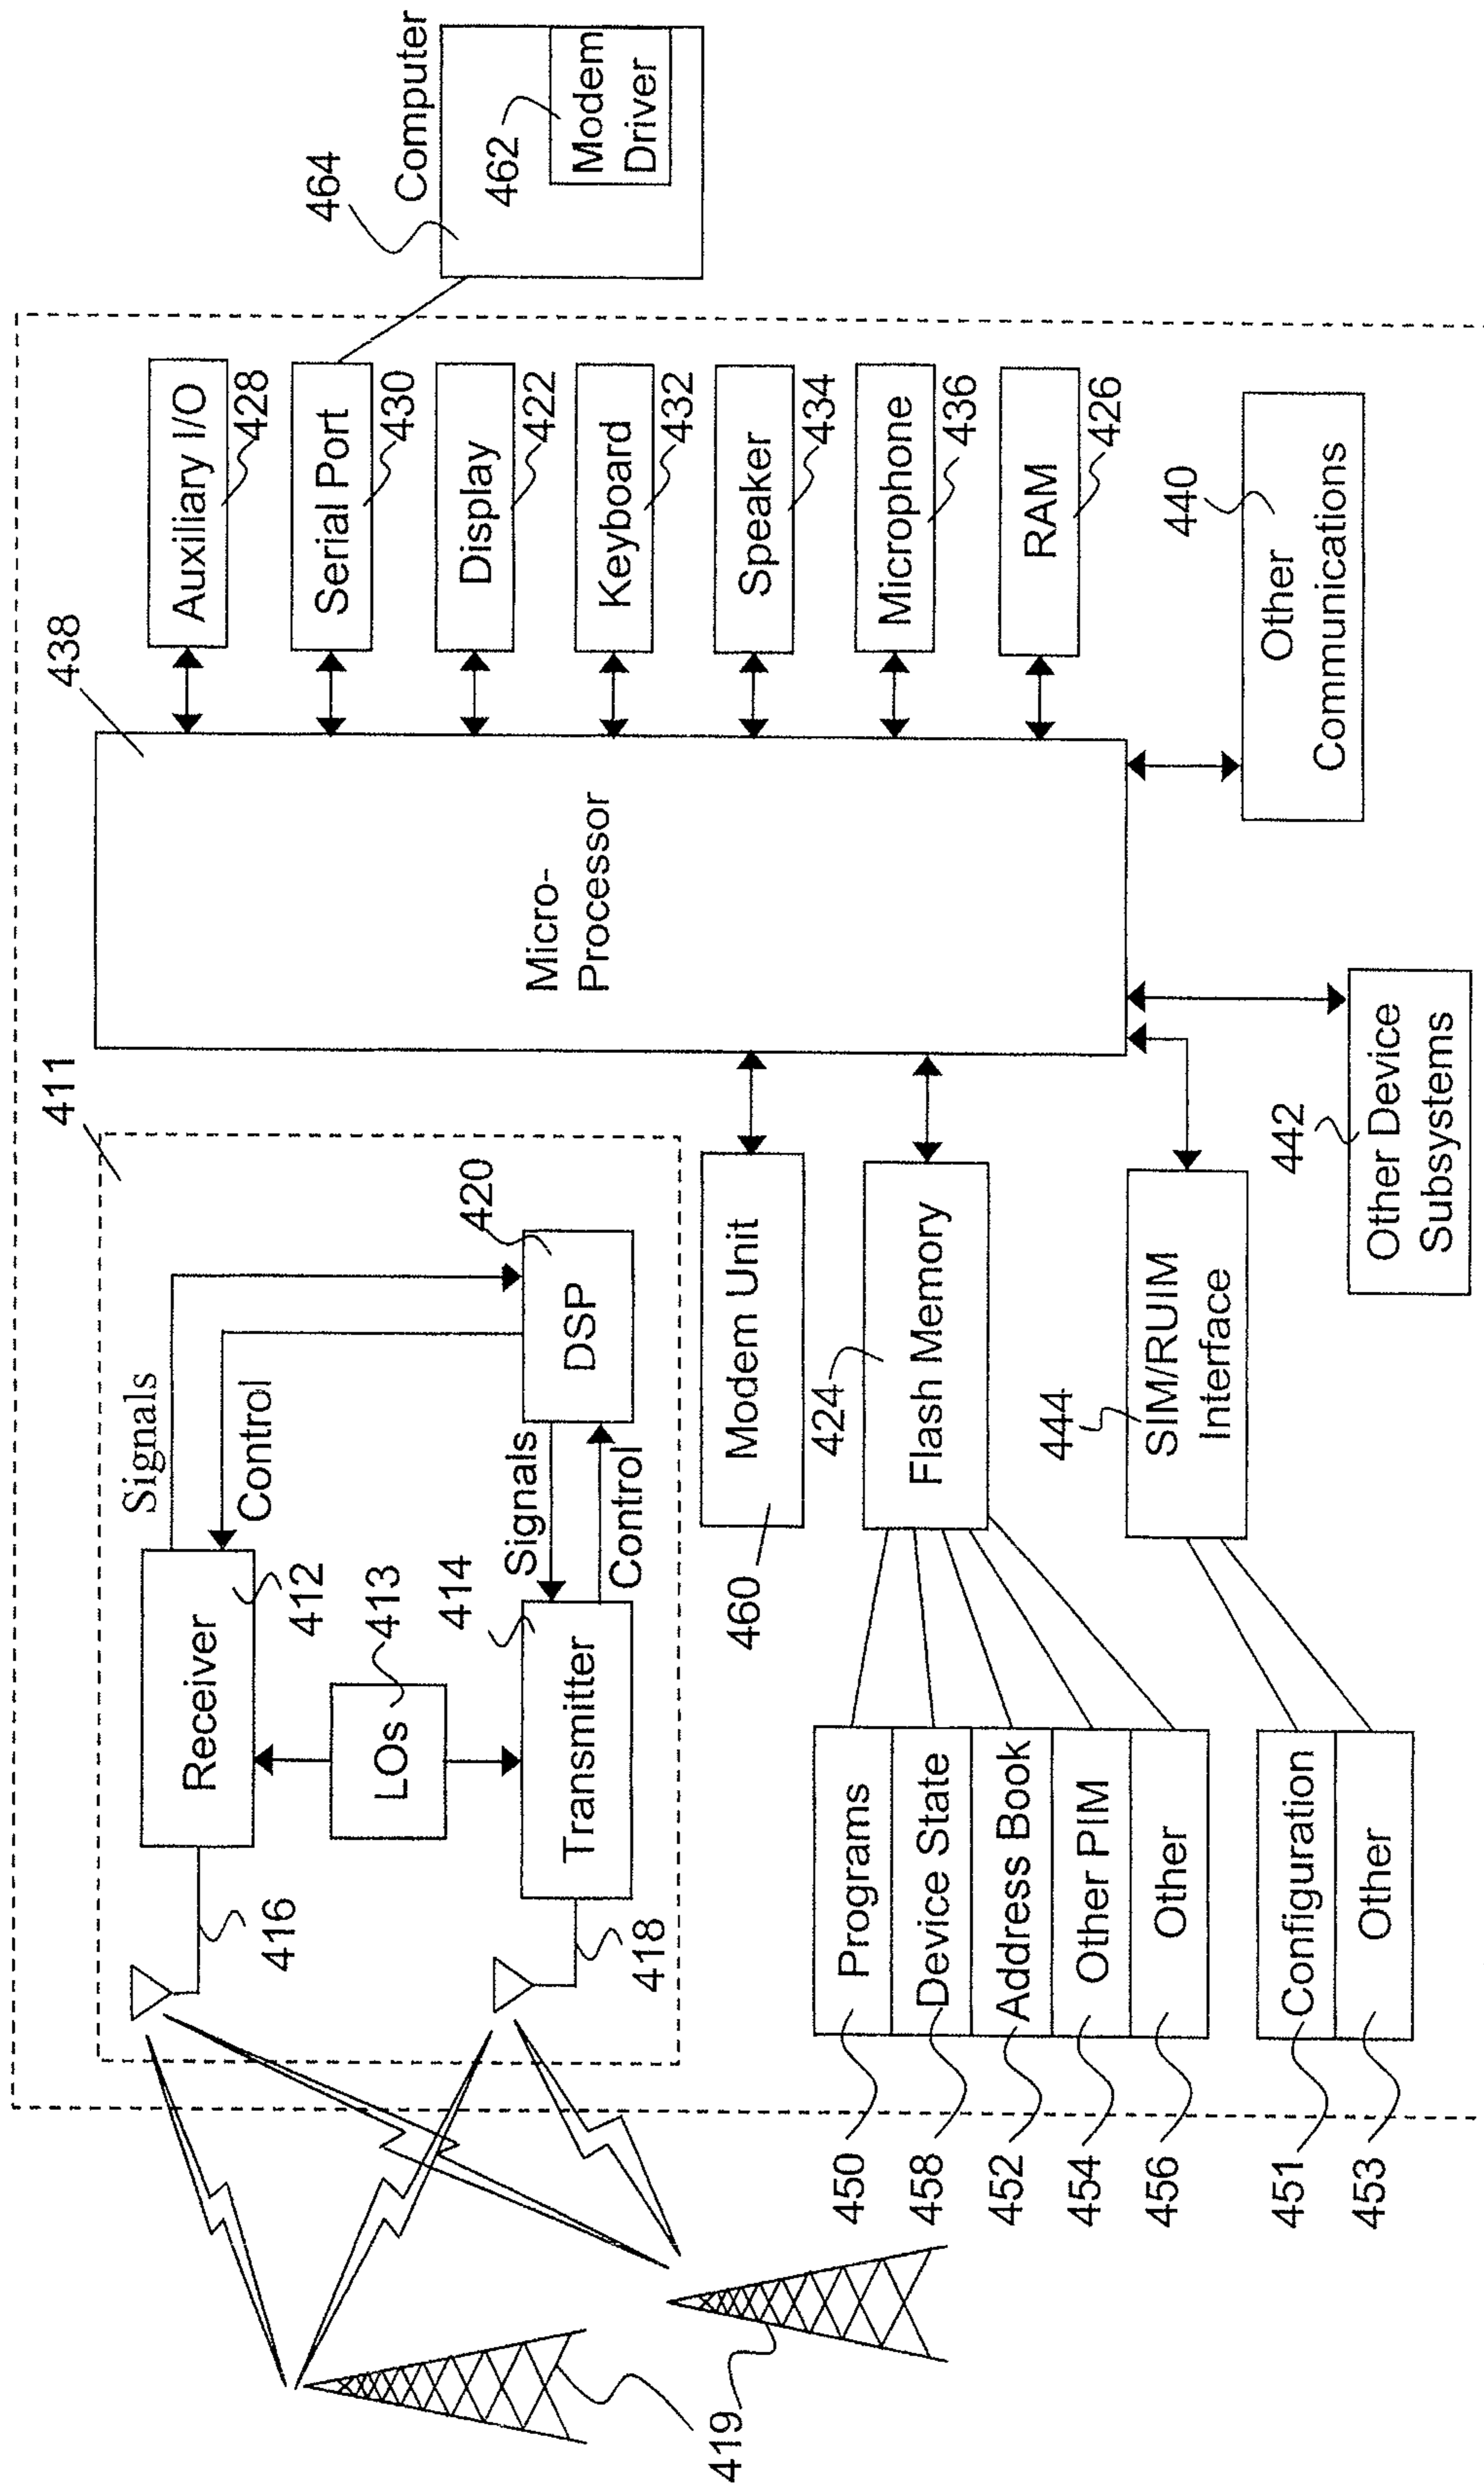 411
438
Signals
Control
Receiver
412
416
LOs
413
414
Signals
Control
Transmitter
418
DSP
420
419
Micro-
Processor
Auxiliary I/O
428
Serial Port
430
Display
422
Keyboard
432
Speaker
434
Microphone
436
RAM
426
464
Computer
462
Modem
Driver
Modem Unit
460
424
Flash Memory
444
SIM/RUIM
Interface
442
Other Device
Subsystems
440
Other
Communications
450
Programs
458
Device State
452
Address Book
454
Other PIM
456
Other
451
Configuration
453
Other